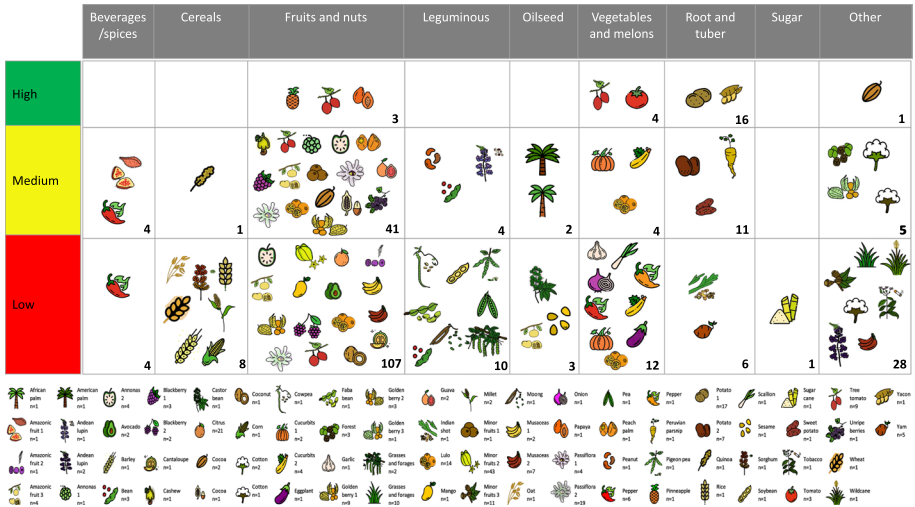 Beverages /spices
Cereals
Fruits and nuts
Leguminous
Oilseed
Vegetables and melons
Root and tuber
Sugar
Other
High
3
4
16
1
Medium
4
1
41
4
2
4
11
5
Low
4
8
107
10
3
12
6
1
28
African palm n=1
American palm n=1
Annonas 2 n=4
Blackberry 1 n=3
Castor bean n=1
Coconut n=1
Cowpea n=1
Faba bean n=1
Golden berry 2 n=3
Guava n=2
Millet n=2
Moong n=1
Onion n=1
Pea n=1
Pepper n=1
Potato 1 n=17
Scallion n=1
Sugar cane n=1
Tree tomato n=9
Yacon n=1
Amazonic fruit 1 n=1
Andean lupin n=1
Avocado n=2
Blackberry n=2
Citrus n=21
Corn n=1
Cucurbits 1 n=2
Forest n=3
Golden berry 3 n=1
Indian shot n=1
Minor fruits 1 n=1
Musaceas n=2
Papaya n=1
Peach palm n=1
Peruvian parsnip n=1
Potato n=7
Sesame n=1
Sweet potato n=1
Unripe berries n=1
Yam n=5
Amazonic fruit 2 n=1
Andean lupin n=2
Barley n=1
Cantaloupe n=1
Cocoa n=2
Cotton n=2
Cucurbits 2 n=4
Garlic n=1
Grasses and forages n=2
Lulo n=14
Minor fruits 2 n=43
Musaceas 2 n=7
Passiflora 1 n=4
Peanut n=1
Pigeon pea n=1
Quinoa n=1
Sorghum n=1
Tobacco n=1
Wheat n=1
Amazonic fruit 3 n=4
Annonas 1 n=1
Bean n=3
Cashew n=1
Cocoa n=1
Cotton n=1
Eggplant n=1
Golden berry 1 n=9
Grasses and forages n=10
Mango n=1
Minor fruits 3 n=11
Oat n=1
Passiflora 2 n=19
Pepper n=6
Pinneapple n=1
Rice n=1
Soybean n=1
Tomato n=3
Wildcane n=1